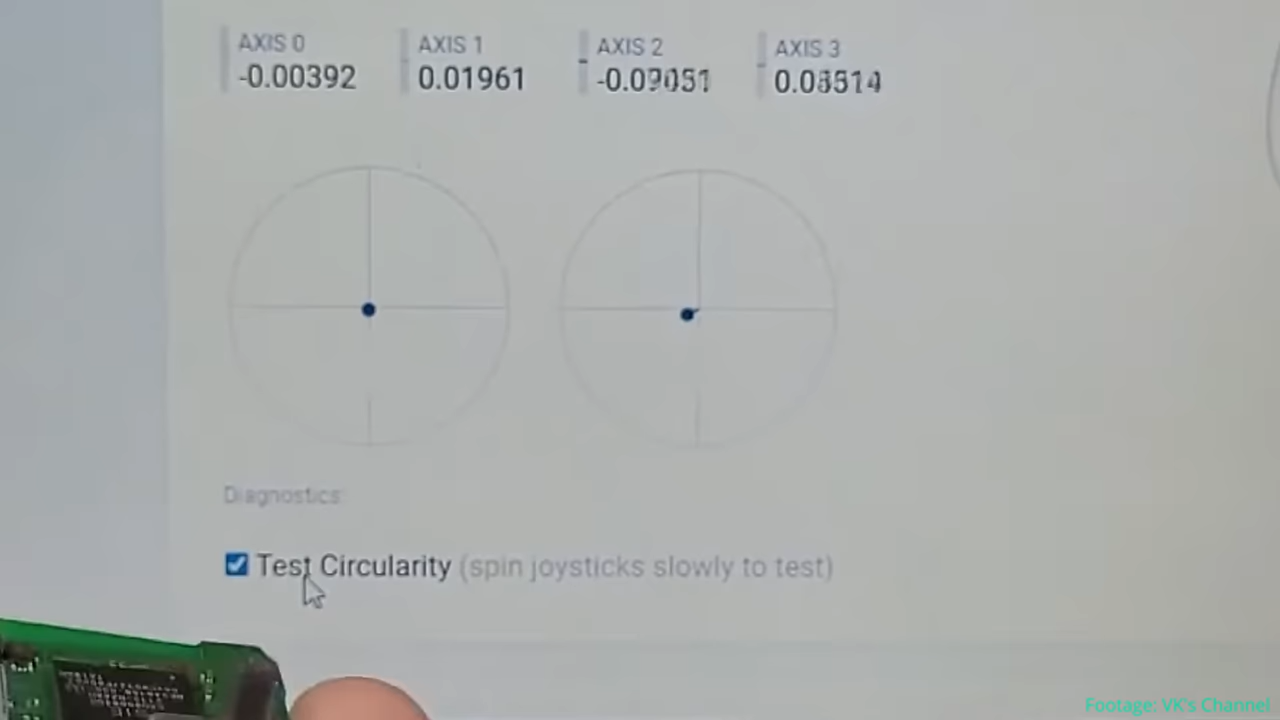 AXIS 0 AXIS 1 AXIS 2 AXIS 3
-0.00392 0.01961
Diagnostics:
Test Circularity (spin joysticks slowly to test)
Footage: VK's Channel